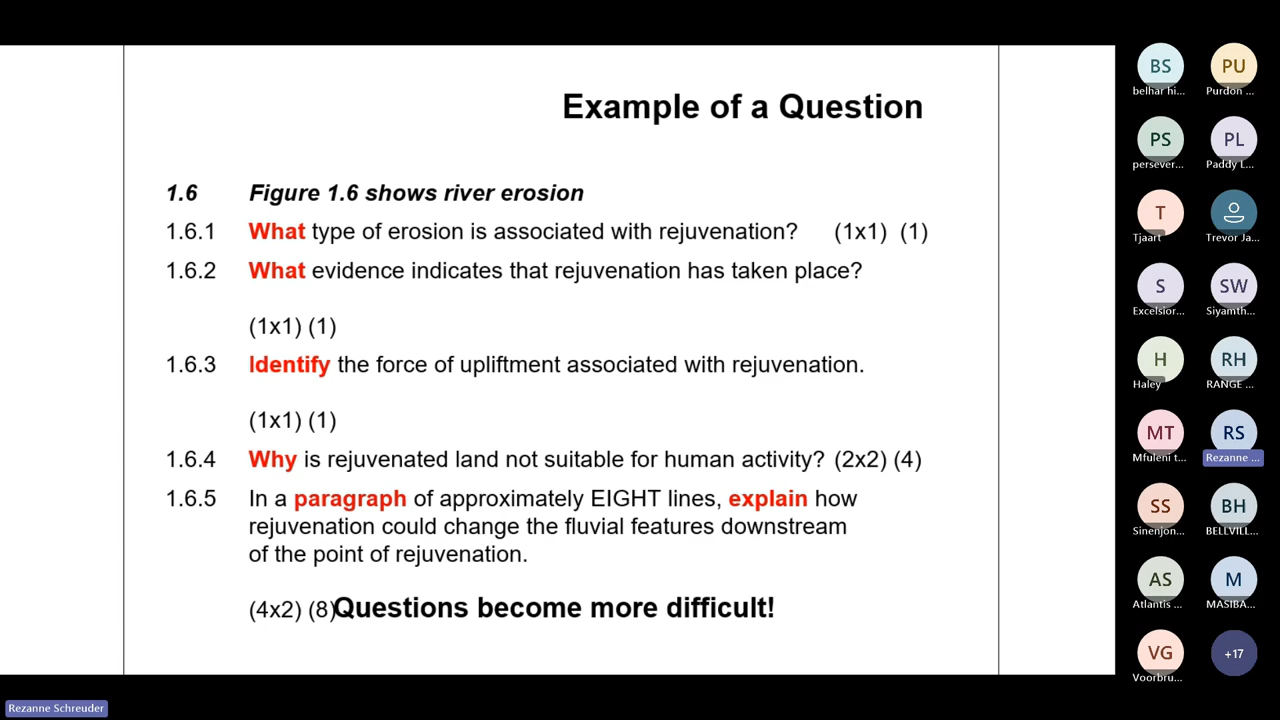 Example of a Question
1.6 Figure 1.6 shows river erosion
1.6.1 What type of erosion is associated with rejuvenation? (1x1) (1)
1.6.2 What evidence indicates that rejuvenation has taken place?
(1x1) (1)
1.6.3 Identify the force of upliftment associated with rejuvenation.
(1x1) (1)
1.6.4 Why is rejuvenated land not suitable for human activity? (2x2) (4)
1.6.5 In a paragraph of approximately EIGHT lines, explain how
rejuvenation could change the fluvial features downstream
of the point of rejuvenation.
(4x2) (8)Questions become more difficult!
BS PU
belhar hi... Purdon ...
PS PL
persever... Paddy L...
T
Tjaart Trevor Ja...
S SW
Excelsior... Siyamth...
H RH
Haley RANGE ...
MT RS
Mfuleni t... Rezanne ...
SS BH
Sinenjon... BELLVILL...
AS M
Atlantis ... MASIBA...
VG +17
Voorbru...
Rezanne Schreuder